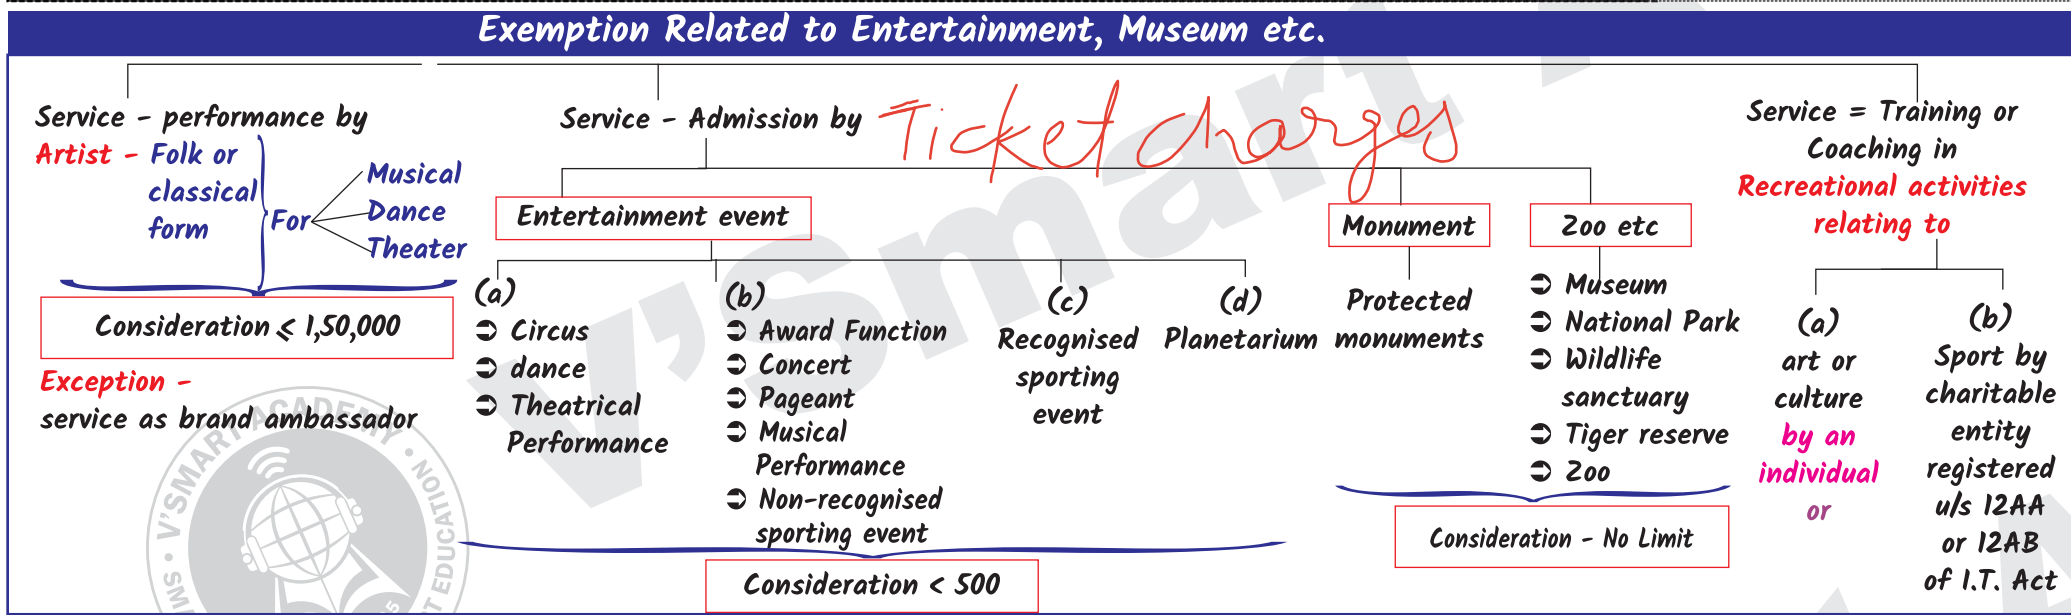 Exemption Related to Entertainment, Museum etc.
Service - performance by
Artist - Folk or
classical
form
For
Musical
Dance
Theater
Consideration ≤ 1,50,000
Exception -
service as brand ambassador
Service - Admission by Ticket charges
Entertainment event
(a)
➲ Circus
➲ dance
➲ Theatrical
Performance
(b)
➲ Award Function
➲ Concert
➲ Pageant
➲ Musical
Performance
➲ Non-recognised
sporting event
(c)
Recognised
sporting
event
(d)
Planetarium
Consideration < 500
Monument
Protected
monuments
Zoo etc
➲ Museum
➲ National Park
➲ Wildlife
sanctuary
➲ Tiger reserve
➲ Zoo
Consideration - No Limit
Service = Training or
Coaching in
Recreational activities
relating to
(a)
art or
culture
by an
individual
or
(b)
Sport by
charitable
entity
registered
u/s 12AA
or 12AB
of I.T. Act
V'Smart
V'SMART ACADEMY